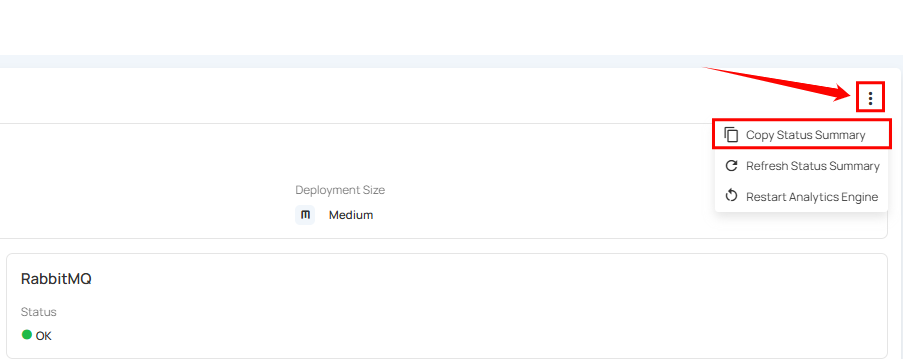 Copy Status Summary
Refresh Status Summary
Deployment Size
Restart Analytics Engine
m Medium
RabbitMQ
Status
OK